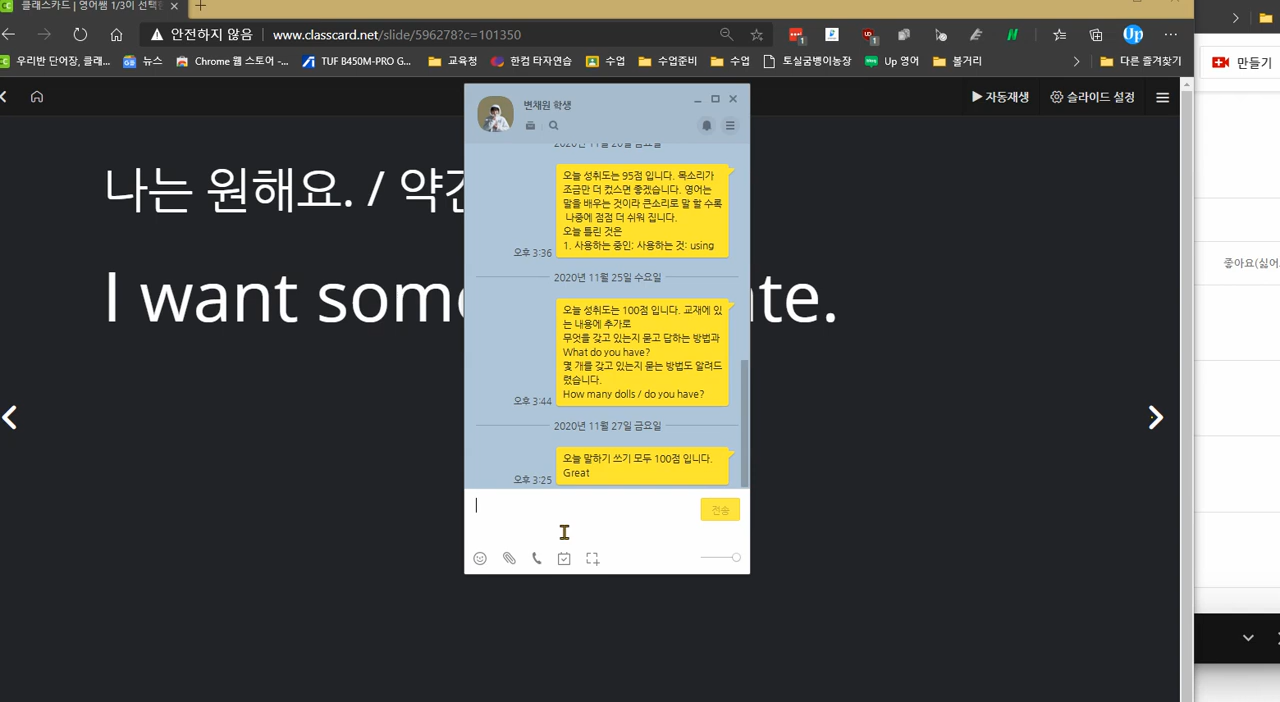 클래스카드 | 영어쌤 1/3이 선택한
안전하지 않음 | www.classcard.net/slide/596278?c=101350
우리반 단어장, 클래...
뉴스
Chrome 웹 스토어 -...
TUF B450M-PRO G...
교육청
한컴 타자연습
수업
수업준비
수업
토실굼벵이농장
Up 영어
볼거리
다른 즐겨찾기
만들기
자동재생
슬라이드 설정
나는 원해요. / 약간
I want some
ate.
변채원 학생
오늘 성취도는 95점 입니다. 목소리가
조금만 더 컸스면 좋겠습니다. 영어는
말을 배우는 것이라 큰소리로 말 할 수록
나중에 점점 더 쉬워 집니다.
오늘 틀린 것은
1. 사용하는 중인; 사용하는 것: using
오후 3:36
2020년 11월 25일 수요일
오늘 성취도는 100점 입니다. 교재에 있
는 내용에 추가로
무엇을 갖고 있는지 묻고 답하는 방법과
What do you have?
몇 개를 갖고 있는지 묻는 방법도 알려드
렸습니다.
How many dolls / do you have?
오후 3:44
2020년 11월 27일 금요일
오늘 말하기 쓰기 모두 100점 입니다.
Great
오후 3:25
전송
좋아요(싫어